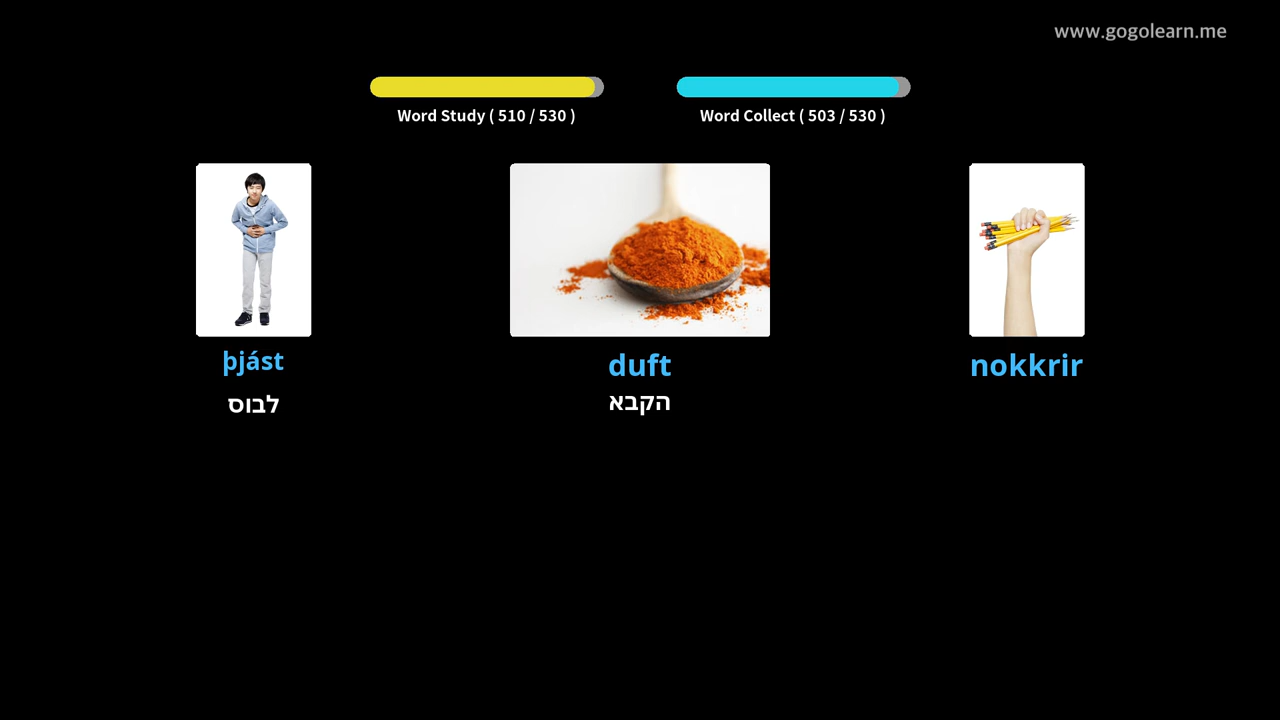 www.gogolearn.me
Word Study ( 510 / 530 )
Word Collect ( 503 / 530 )
þjást
לבוס
duft
הקבא
nokkrir